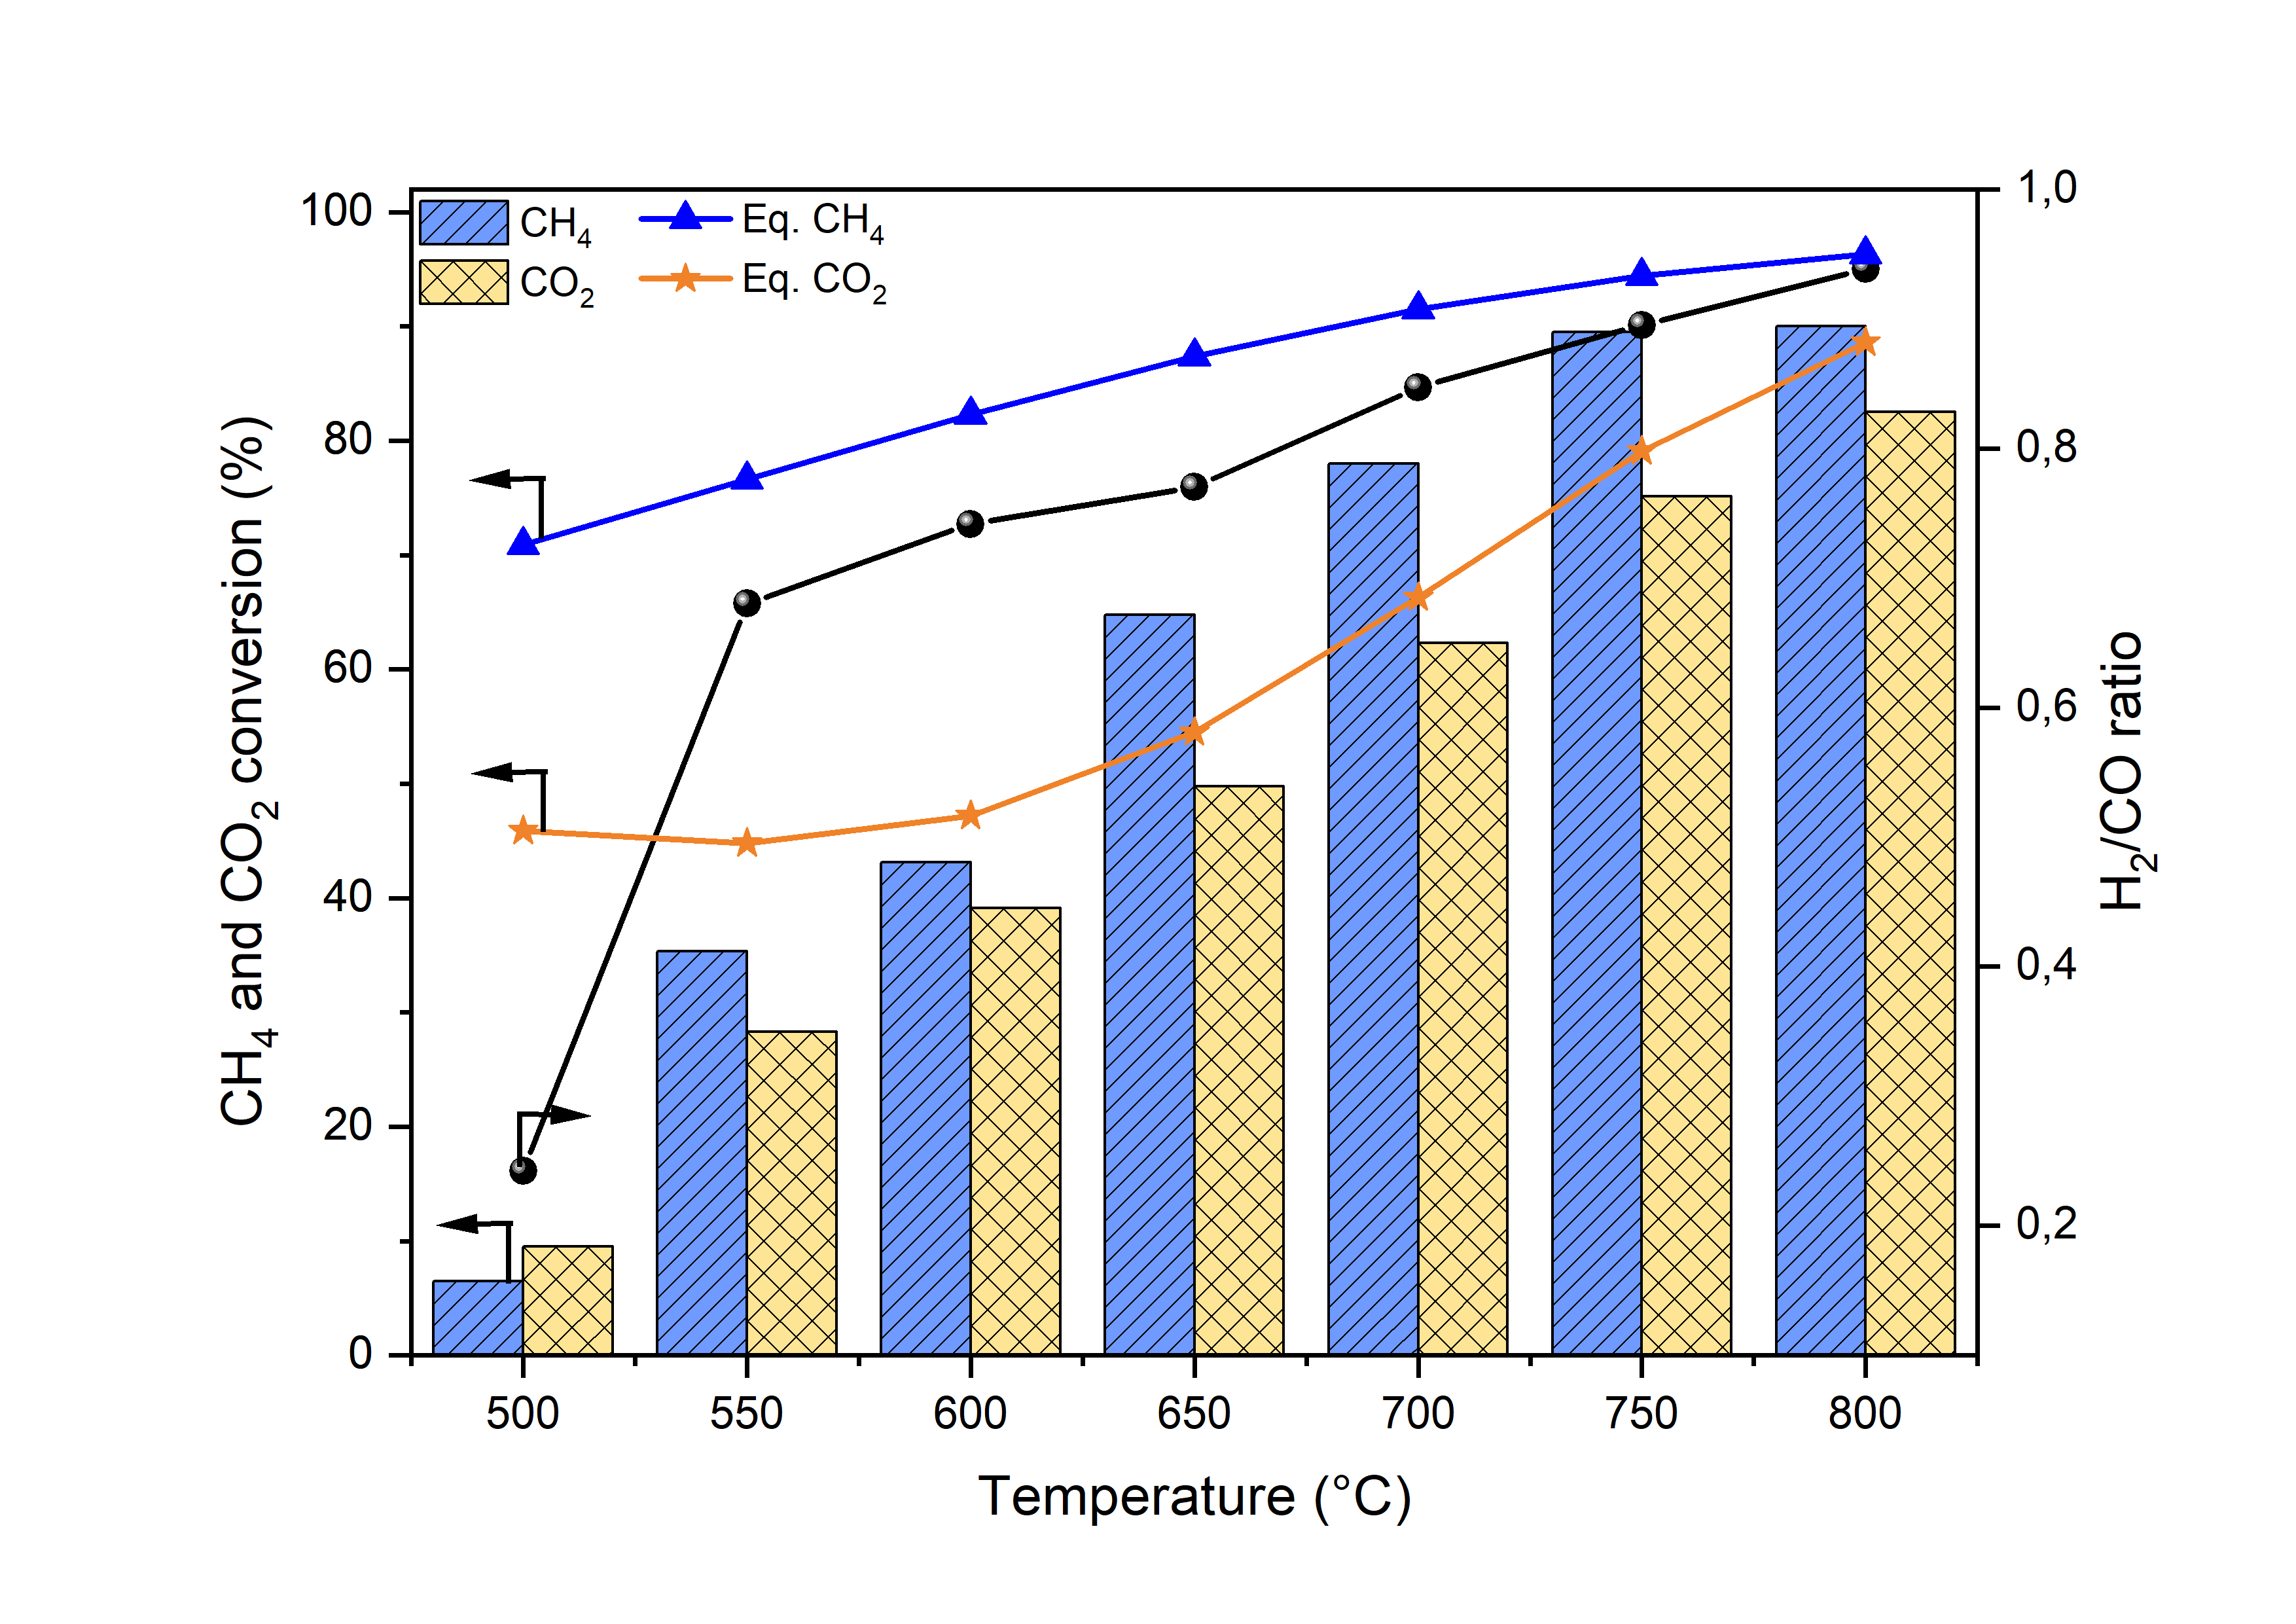 CH4
CO2
Eq. CH4
Eq. CO2
CH4 and CO2 conversion (%)
100
80
60
40
20
0
1,0
0,8
0,6
0,4
0,2
H2/CO ratio
500 550 600 650 700 750 800
Temperature (°C)